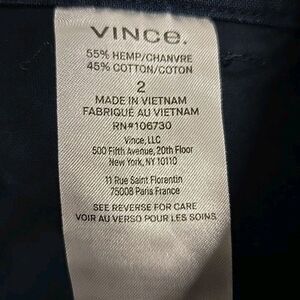 VINCE.
55% HEMP/CHANVRE
45% COTTON/COTON
2
MADE IN VIETNAM
FABRIQUÉ AU VIETNAM
RN#106730
Vince, LLC
500 Fifth Avenue, 20th Floor
New York, NY 10110
11 Rue Saint Florentin
75008 Paris France
SEE REVERSE FOR CARE
VOIR AU VERSO POUR LES SOINS